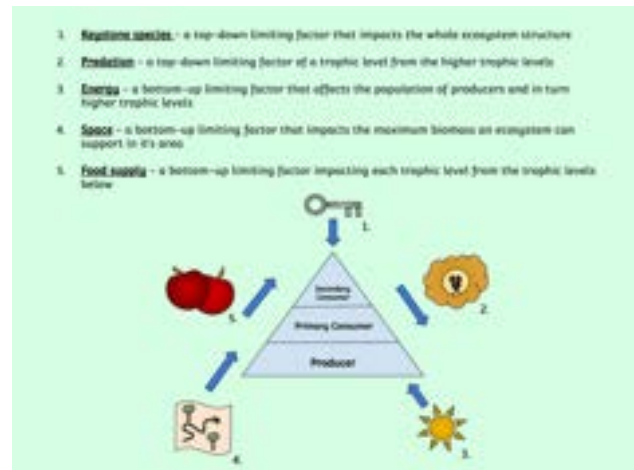 1. Keystone species - a top-down limiting factor that impacts the whole ecosystem structure
2. Predation - a top-down limiting factor of a trophic level from the higher trophic levels
3. Energy - a bottom-up limiting factor that affects the population of producers and in turn
higher trophic levels
4. Space - a bottom-up limiting factor that impacts the maximum biomass an ecosystem can
support in it's area
5. Food supply - a bottom-up limiting factor impacting each trophic level from the trophic levels
below
1.
Secondary
Consumer
2.
5.
Primary Consumer
Producer
3.
4.